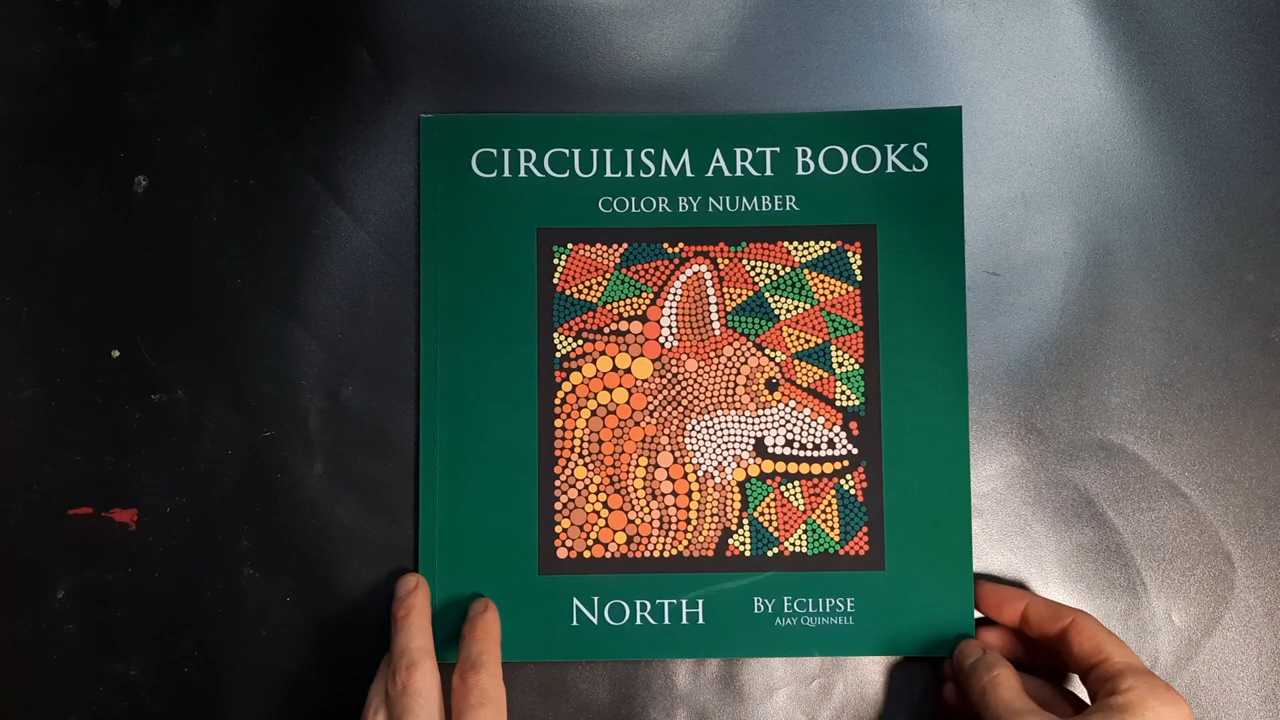 CIRCULISM ART BOOKS
COLOR BY NUMBER
NORTH
BY ECLIPSE
AJAY QUINNELL